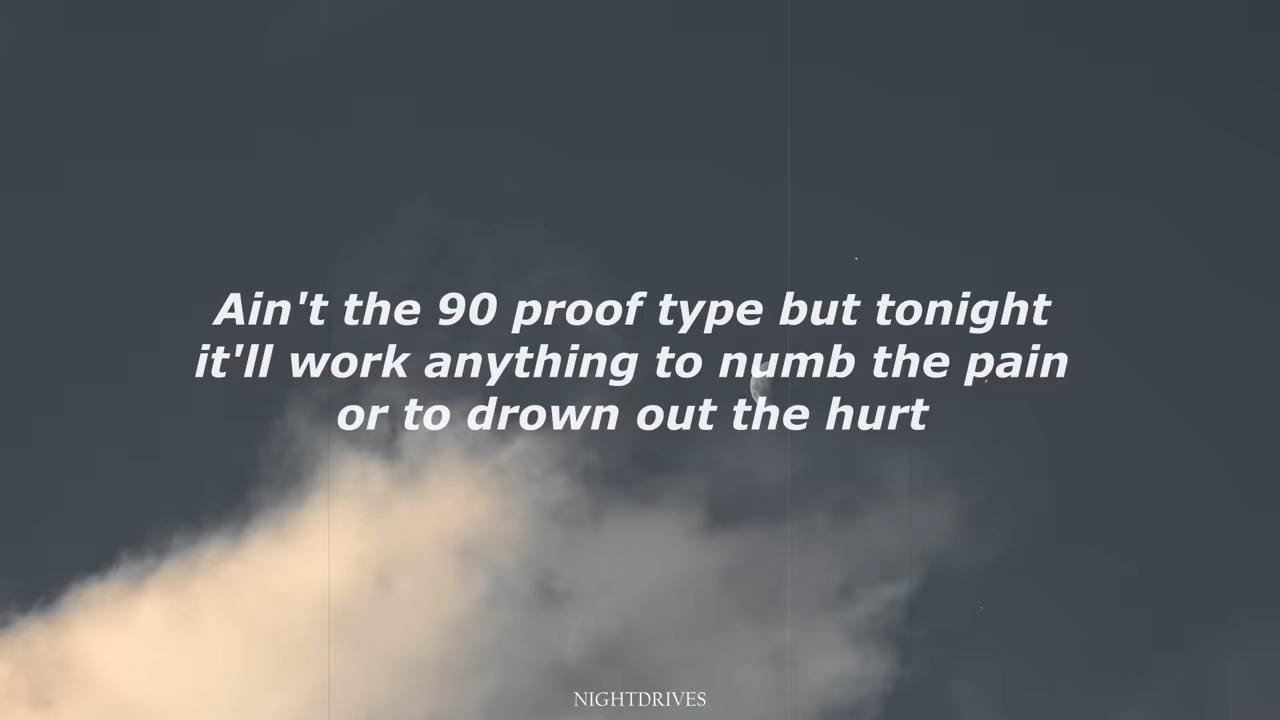 Ain't the 90 proof type but tonight
it'll work anything to numb the pain
or to drown out the hurt
NIGHTDRIVES